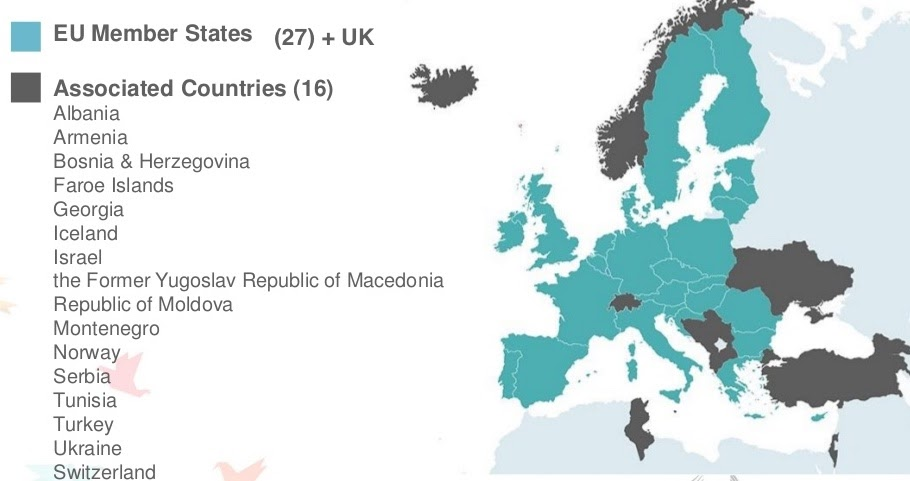 EU Member States (27) + UK
Associated Countries (16)
Albania
Armenia
Bosnia & Herzegovina
Faroe Islands
Georgia
Iceland
Israel
the Former Yugoslav Republic of Macedonia
Republic of Moldova
Montenegro
Norway
Serbia
Tunisia
Turkey
Ukraine
Switzerland